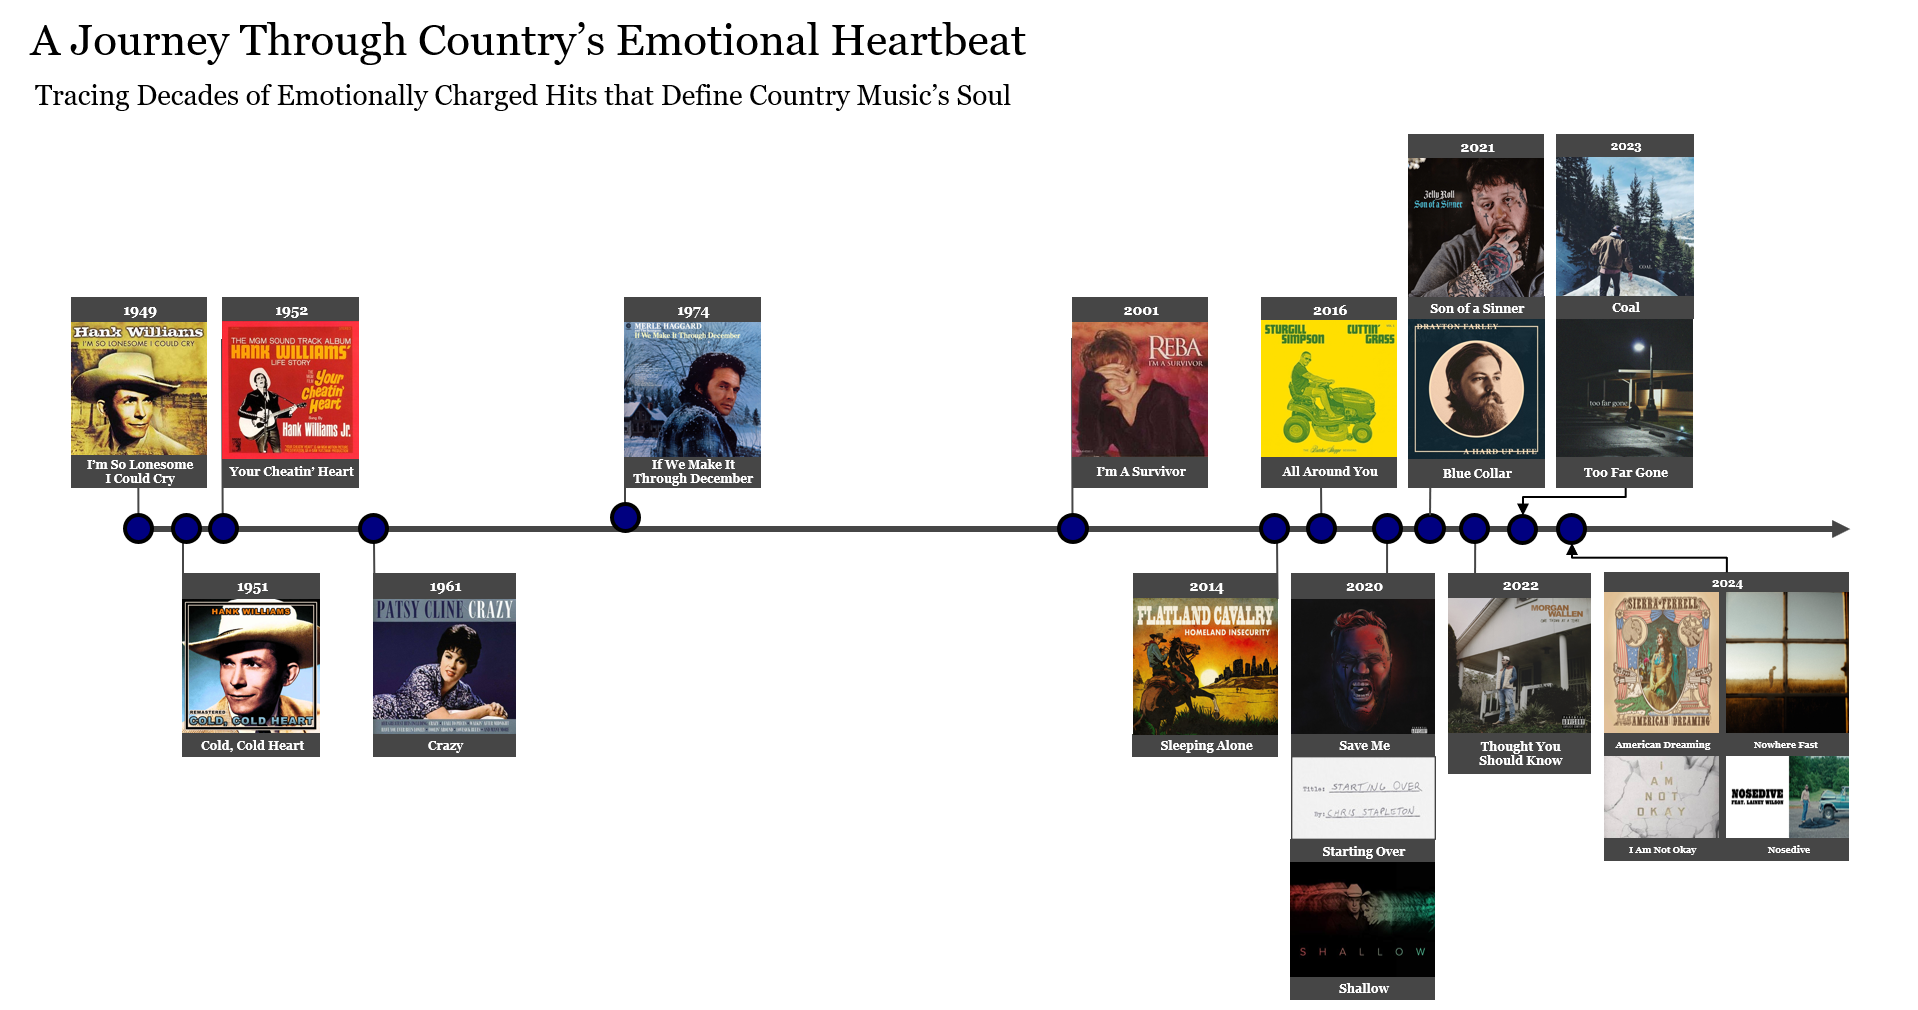 A Journey Through Country’s Emotional Heartbeat
Tracing Decades of Emotionally Charged Hits that Define Country Music’s Soul
1949
Hank Williams
I'M SO LONESOME I COULD CRY
I’m So Lonesome
I Could Cry
1952
THE MGM SOUND TRACK ALBUM
HANK WILLIAMS'
LIFE STORY
Your
Cheatin'
Heart
Sung By
Hank Williams Jr.
Your Cheatin’ Heart
1974
MERLE HAGGARD
If We Make It Through December
If We Make It
Through December
2001
REBA
I'M A SURVIVOR
I’m A Survivor
2016
STURGILL
SIMPSON
CUTTIN'
GRASS
All Around You
2021
Jelly Roll
Son of a Sinner
Son of a Sinner
DRAYTON FARLEY
A HARD UP LIFE
Blue Collar
2023
COAL
Coal
too far gone
Too Far Gone
1951
HANK WILLIAMS
REMASTERED
COLD, COLD HEART
Cold, Cold Heart
1961
PATSY CLINE CRAZY
Crazy
2014
FLATLAND CAVALRY
HOMELAND INSECURITY
Sleeping Alone
2020
Save Me
Title: STARTING OVER
By: CHRIS STAPLETON
Starting Over
SHALLOW
Shallow
2022
MORGAN
WALLEN
ONE THING AT A TIME
Thought You
Should Know
2024
SIERRA FERRELL
AMERICAN DREAMING
American Dreaming
Nowhere Fast
I
AM
NOT
OKAY
I Am Not Okay
NOSEDIVE
FEAT. LAINEY WILSON
Nosedive